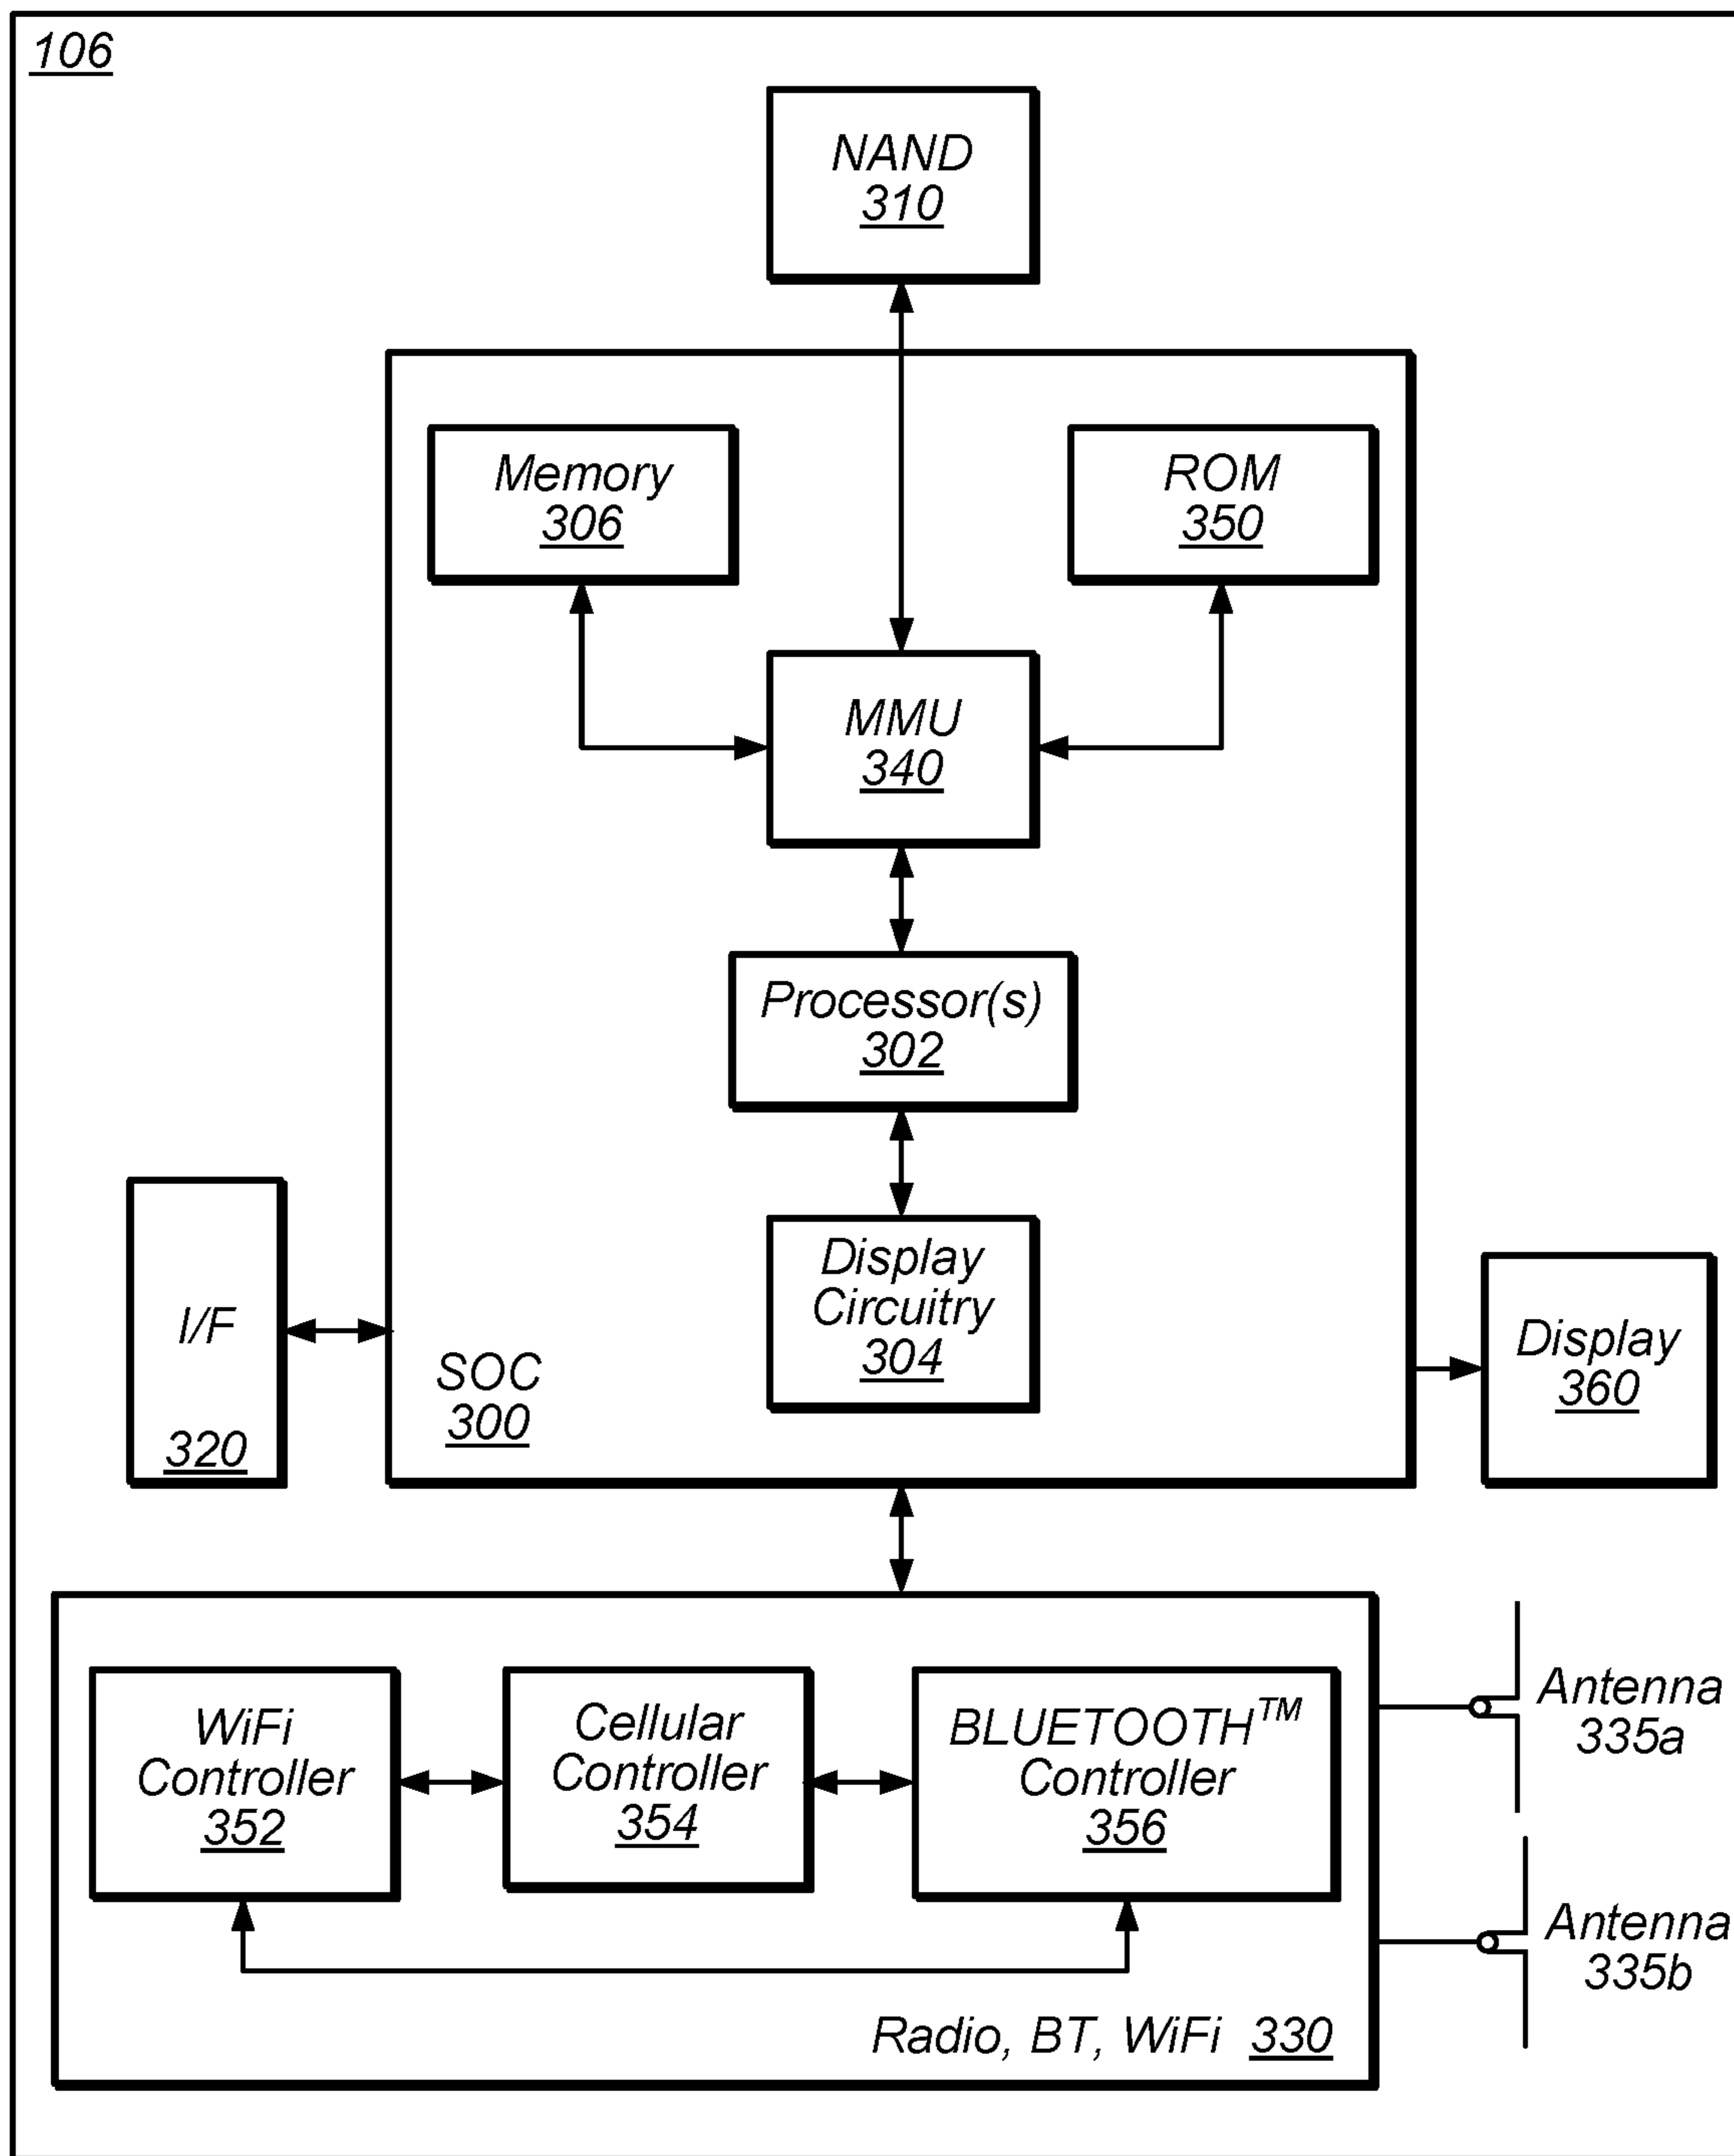 106
NAND
310
Memory
306
ROM
350
MMU
340
Processor(s)
302
Display
Circuitry
304
I/F
320
SOC
300
Display
360
WiFi
Controller
352
Cellular
Controller
354
BLUETOOTH™
Controller
356
Antenna
335a
Antenna
335b
Radio, BT, WiFi 330